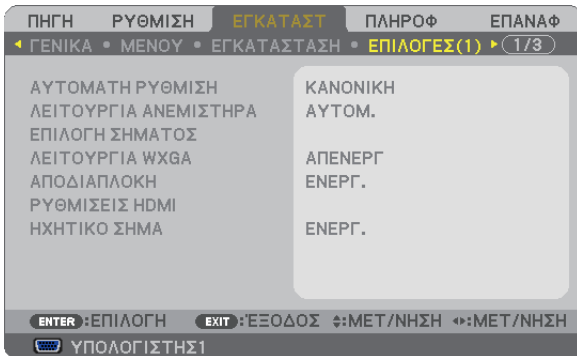 ΠΗΓΗ ΡΥΘΜΙΣΗ ΕΓΚΑΤΑΣΤ ΠΛΗΡΟΦ ΕΠΑΝΑΦ
ΓΕΝΙΚΑ • ΜΕΝΟΥ • ΕΓΚΑΤΑΣΤΑΣΗ • ΕΠΙΛΟΓΕΣ(1) 1/3
ΑΥΤΟΜΑΤΗ ΡΥΘΜΙΣΗ ΚΑΝΟΝΙΚΗ
ΛΕΙΤΟΥΡΓΙΑ ΑΝΕΜΙΣΤΗΡΑ ΑΥΤΟΜ.
ΕΠΙΛΟΓΗ ΣΗΜΑΤΟΣ
ΛΕΙΤΟΥΡΓΙΑ WXGA ΑΠΕΝΕΡΓ
ΑΠΟΔΙΑΠΛΟΚΗ ΕΝΕΡΓ.
ΡΥΘΜΙΣΕΙΣ HDMI
ΗΧΗΤΙΚΟ ΣΗΜΑ ΕΝΕΡΓ.
ENTER :ΕΠΙΛΟΓΗ EXIT :ΈΞΟΔΟΣ :ΜΕΤ/ΝΗΣΗ :ΜΕΤ/ΝΗΣΗ
ΥΠΟΛΟΓΙΣΤΗΣ1